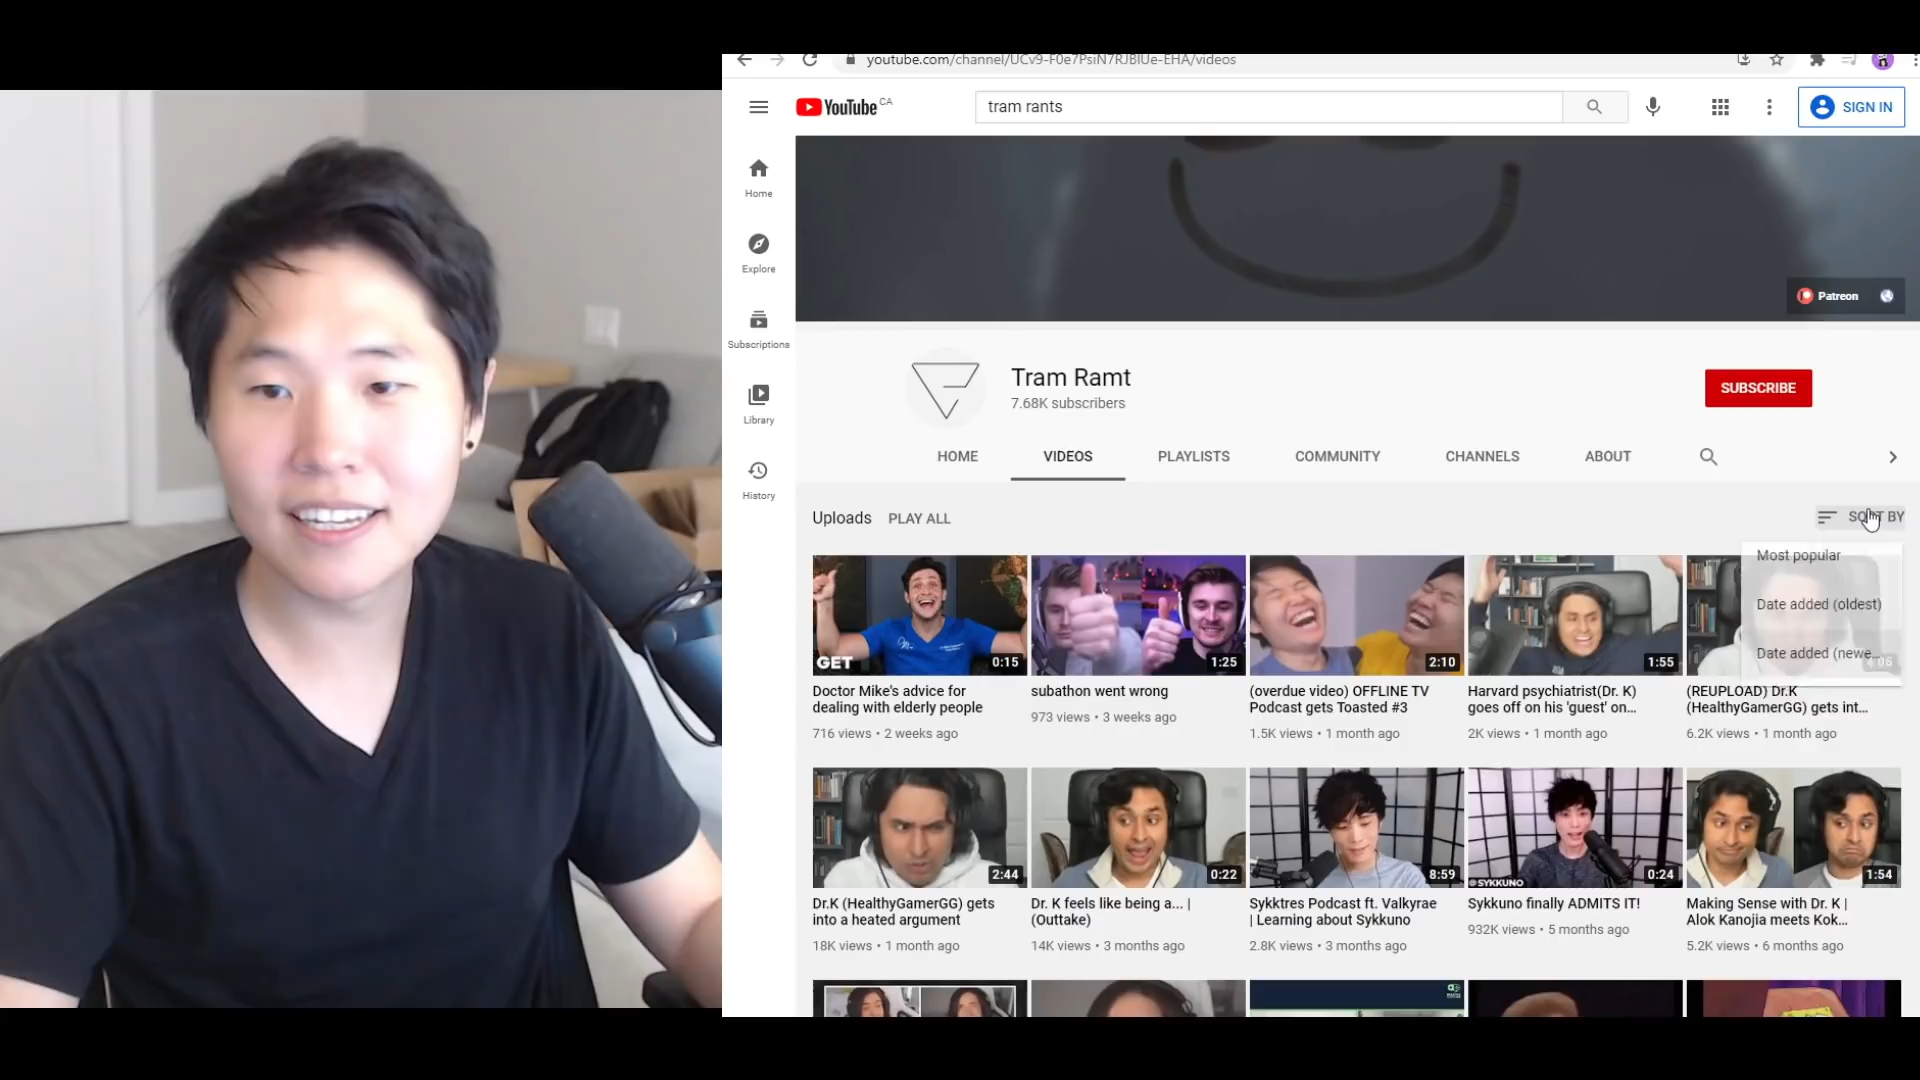 youtube.com/channel/UCv9-F0e7PsiN7RJBlUe-EHA/videos
YouTube CA
tram rants
SIGN IN
Home
Explore
Subscriptions
Library
History
Patreon
Tram Ramt
7.68K subscribers
SUBSCRIBE
HOME
VIDEOS
PLAYLISTS
COMMUNITY
CHANNELS
ABOUT
Uploads
PLAY ALL
SORT BY
Most popular
Date added (oldest)
Date added (newe...
GET
0:15
1:25
2:10
1:55
4:05
Doctor Mike's advice for
dealing with elderly people
716 views • 2 weeks ago
subathon went wrong
973 views • 3 weeks ago
(overdue video) OFFLINE TV
Podcast gets Toasted #3
1.5K views • 1 month ago
Harvard psychiatrist(Dr. K)
goes off on his 'guest' on...
2K views • 1 month ago
(REUPLOAD) Dr.K
(HealthyGamerGG) gets int...
6.2K views • 1 month ago
2:44
0:22
8:59
SYKKUNO
0:24
1:54
Dr.K (HealthyGamerGG) gets
into a heated argument
18K views • 1 month ago
Dr. K feels like being a... |
(Outtake)
14K views • 3 months ago
Sykktres Podcast ft. Valkyrae
| Learning about Sykkuno
2.8K views • 3 months ago
Sykkuno finally ADMITS IT!
932K views • 5 months ago
Making Sense with Dr. K |
Alok Kanojia meets Kok...
5.2K views • 6 months ago